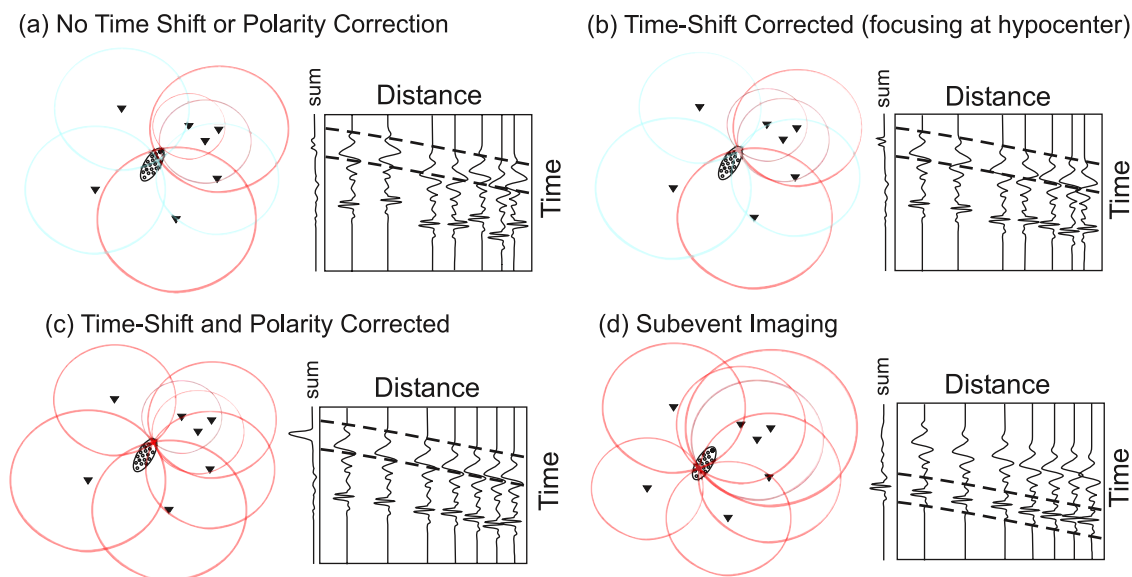 (a) No Time Shift or Polarity Correction
sum
Distance
Time
(b) Time-Shift Corrected (focusing at hypocenter)
sum
Distance
Time
(c) Time-Shift and Polarity Corrected
sum
Distance
Time
(d) Subevent Imaging
sum
Distance
Time